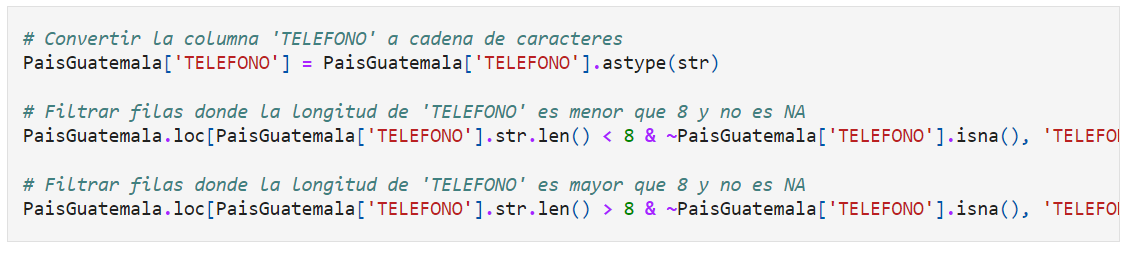 # Convertir la columna 'TELEFONO' a cadena de caracteres
PaisGuatemala['TELEFONO'] = PaisGuatemala['TELEFONO'].astype(str)
# Filtrar filas donde la longitud de 'TELEFONO' es menor que 8 y no es NA
PaisGuatemala.loc[PaisGuatemala['TELEFONO'].str.len() < 8 & ~PaisGuatemala['TELEFONO'].isna(), 'TELEFO
# Filtrar filas donde la longitud de 'TELEFONO' es mayor que 8 y no es NA
PaisGuatemala.loc[PaisGuatemala['TELEFONO'].str.len() > 8 & ~PaisGuatemala['TELEFONO'].isna(), 'TELEFO